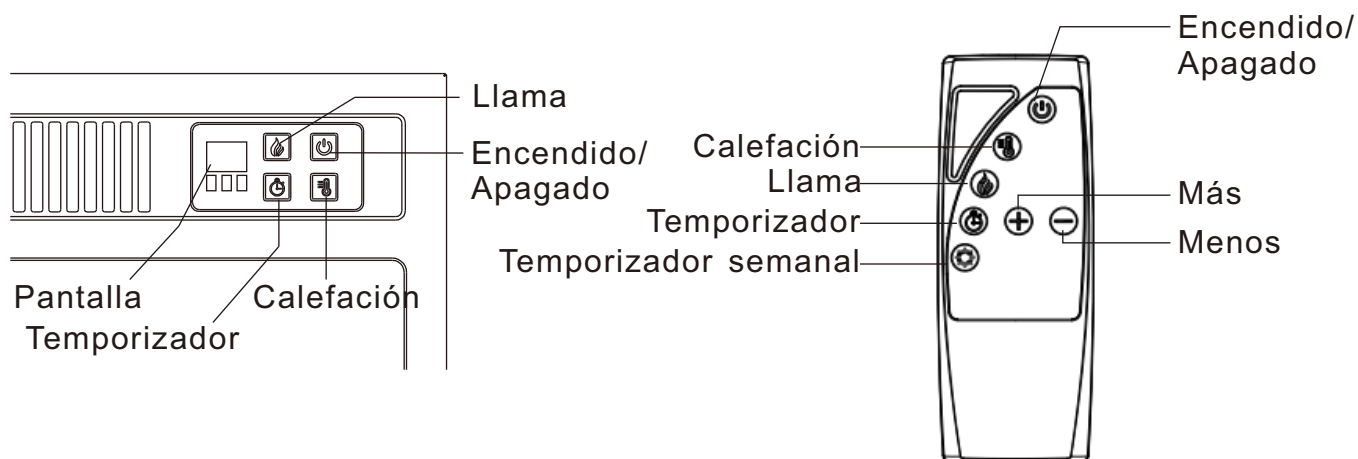 Llama
Encendido/
Apagado
Pantalla
Calefación
Temporizador
Encendido/
Apagado
Calefación
Llama
Temporizador
Temporizador semanal
Más
Menos